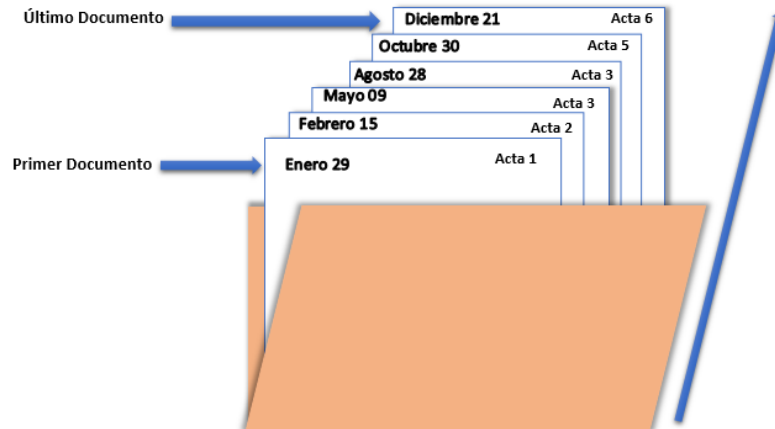 Último Documento
Diciembre 21 Acta 6
Octubre 30 Acta 5
Agosto 28 Acta 3
Mayo 09 Acta 3
Febrero 15 Acta 2
Primer Documento
Enero 29 Acta 1